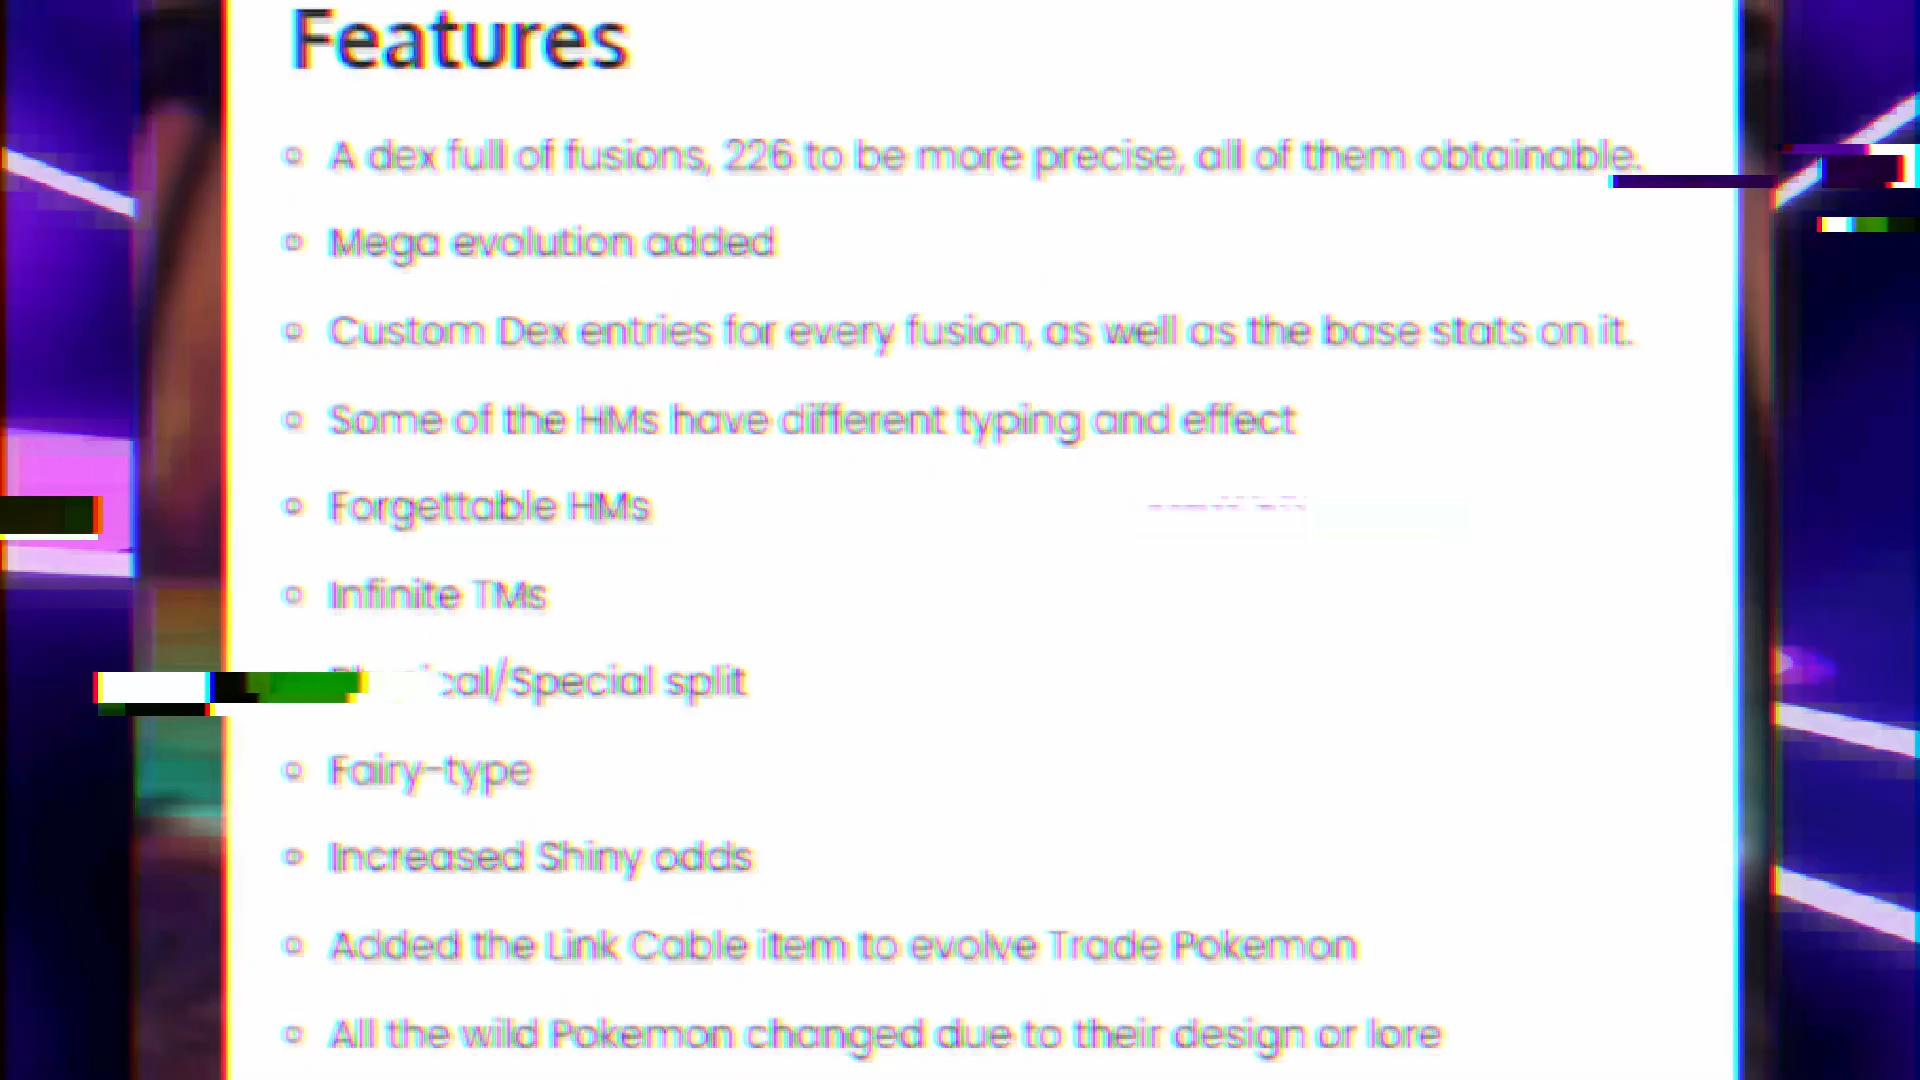 Features
A dex full of fusions, 226 to be more precise, all of them obtainable.
Mega evolution added
Custom Dex entries for every fusion, as well as the base stats on it.
Some of the HMs have different typing and effect
Forgettable HMs
Infinite TMs
Special split
Fairy-type
Increased Shiny odds
Added the Link Cable item to evolve Trade Pokemon
All the wild Pokemon changed due to their design or lore